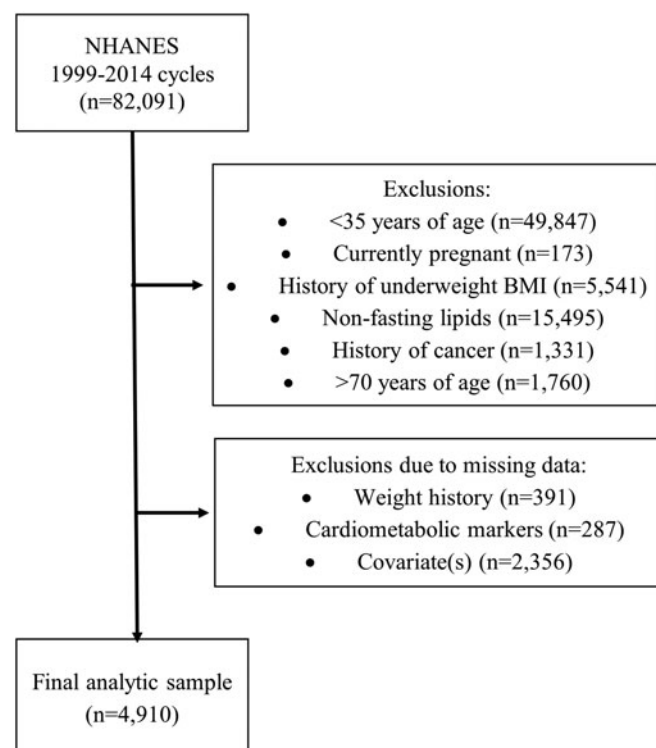 NHANES
1999-2014 cycles
(n=82,091)
Exclusions:
• <35 years of age (n=49,847)
• Currently pregnant (n=173)
• History of underweight BMI (n=5,541)
• Non-fasting lipids (n=15,495)
• History of cancer (n=1,331)
• >70 years of age (n=1,760)
Exclusions due to missing data:
• Weight history (n=391)
• Cardiometabolic markers (n=287)
• Covariate(s) (n=2,356)
Final analytic sample
(n=4,910)